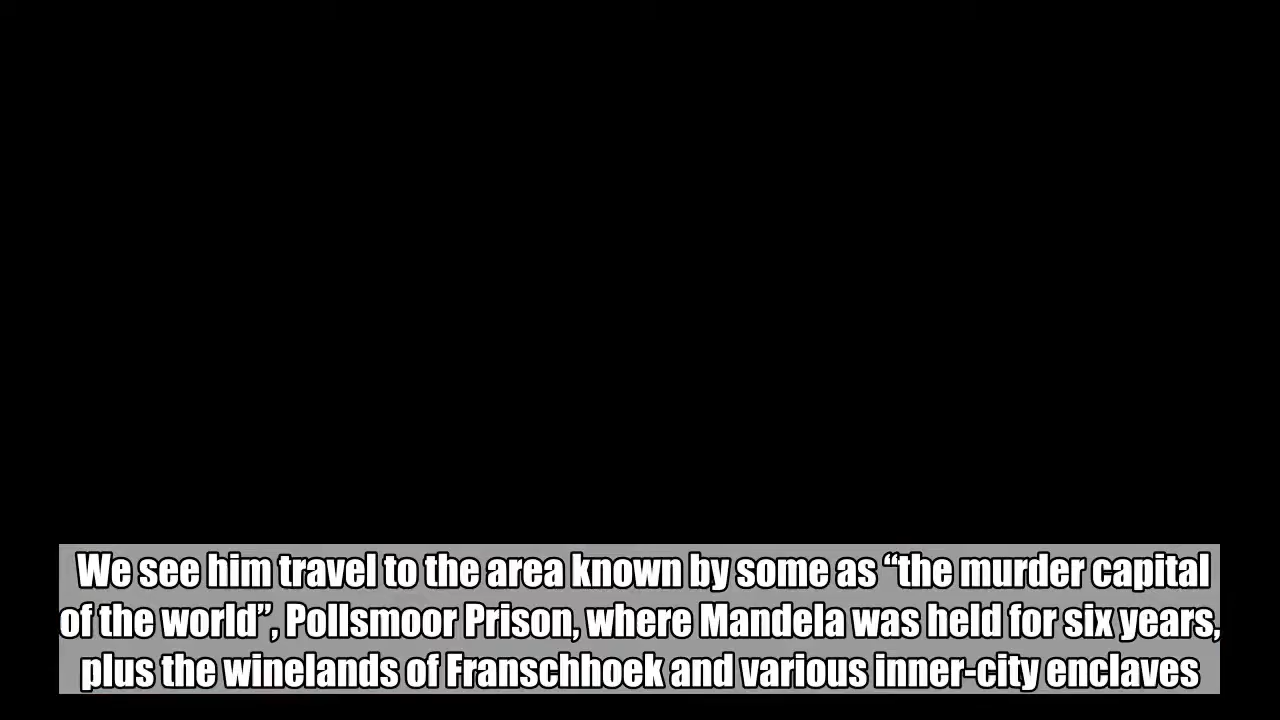 We see him travel to the area known by some as “the murder capital
of the world”, Pollsmoor Prison, where Mandela was held for six years,
plus the winelands of Franschhoek and various inner-city enclaves